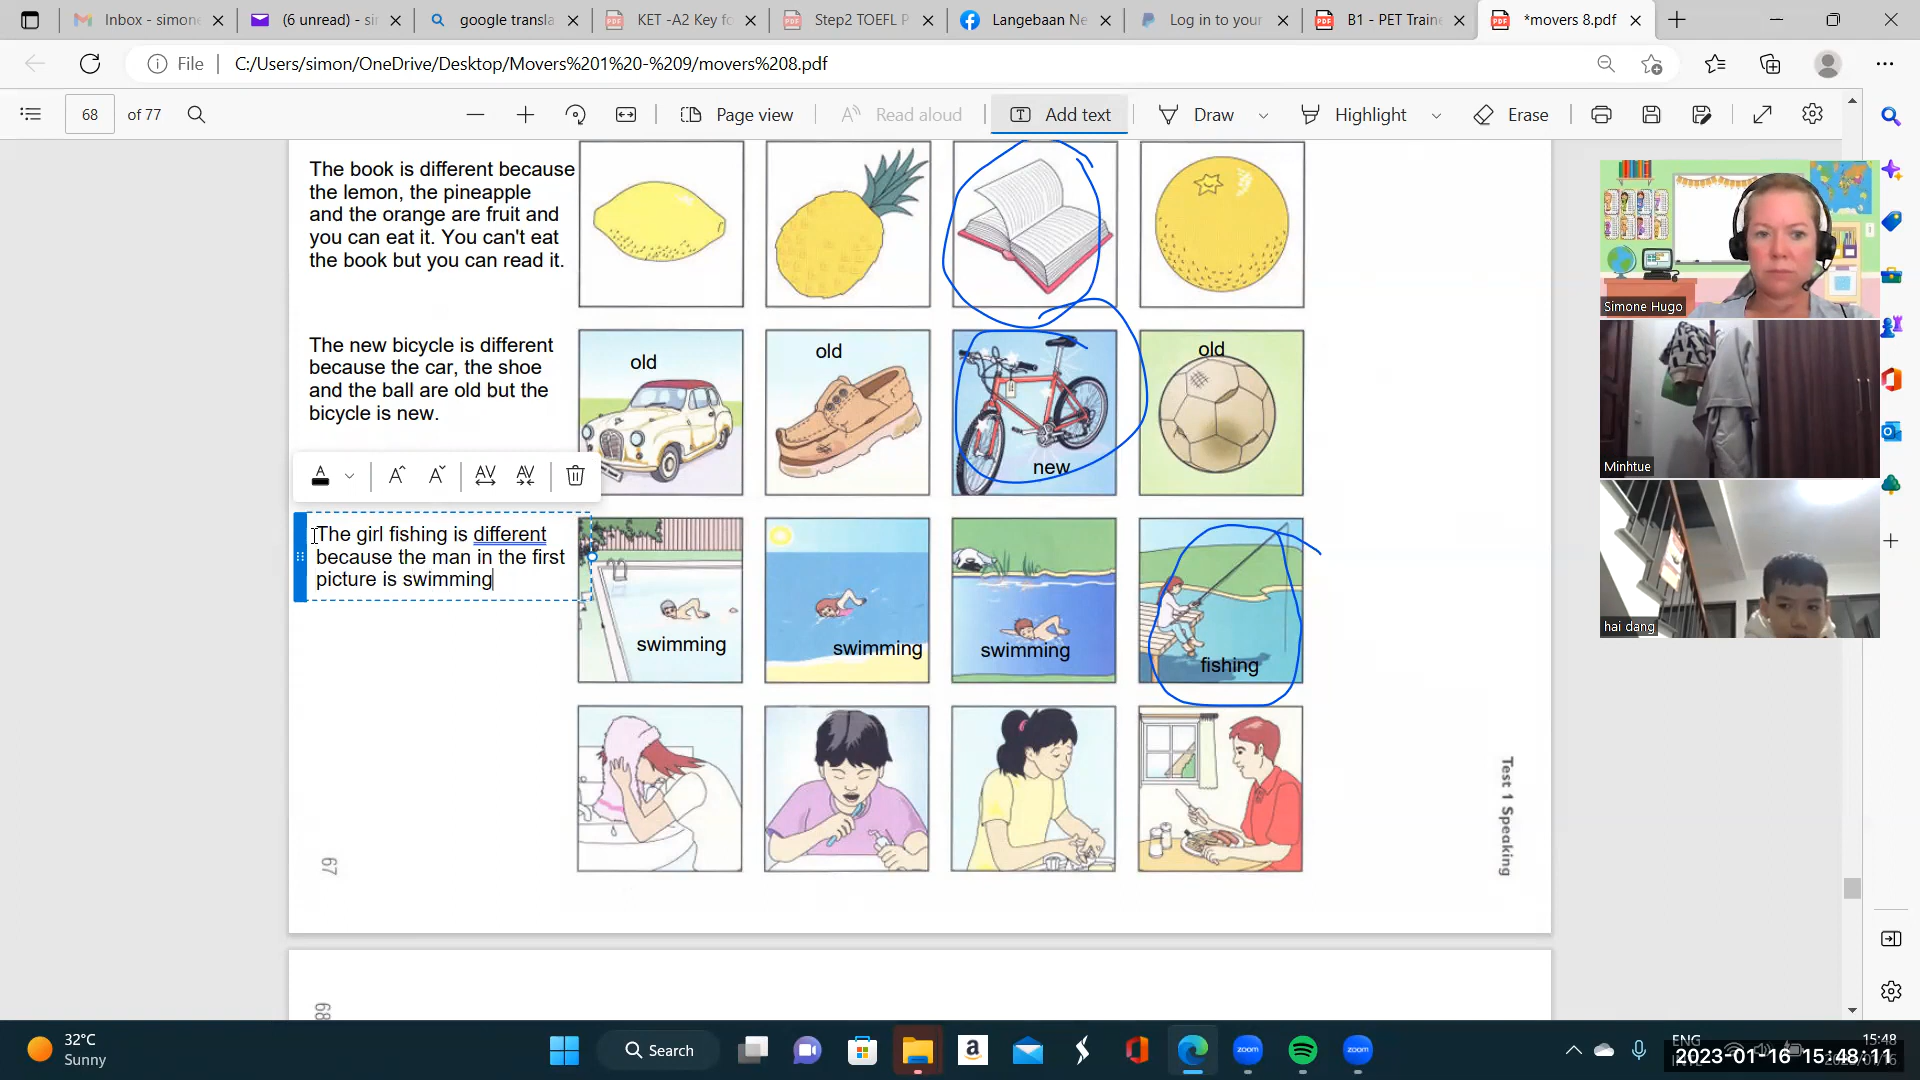 Inbox - simone
(6 unread) - si
google transla
KET -A2 Key fo
Step2 TOEFL P
Langebaan Ne
Log in to your
B1 - PET Traine
*movers 8.pdf
File
C:/Users/simon/OneDrive/Desktop/Movers%201%20-%209/movers%208.pdf
68 of 77
Page view
Read aloud
Add text
Draw
Highlight
Erase
The book is different because
the lemon, the pineapple
and the orange are fruit and
you can eat it. You can't eat
the book but you can read it.
The new bicycle is different
because the car, the shoe
and the ball are old but the
bicycle is new.
old
old
new
old
The girl fishing is different
because the man in the first
picture is swimming
swimming
swimming
swimming
fishing
Test 1 Speaking
67
68
Simone Hugo
Minhtue
hai dang
32°C
Sunny
Search
zoom
zoom
ENG
15:48
2023-01-16 15:48:11